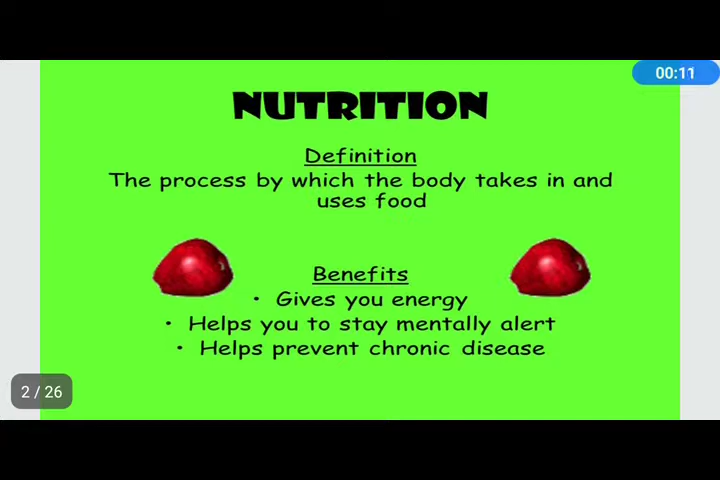 00:11
NUTRITION
Definition
The process by which the body takes in and
uses food
Benefits
• Gives you energy
• Helps you to stay mentally alert
• Helps prevent chronic disease
2 / 26